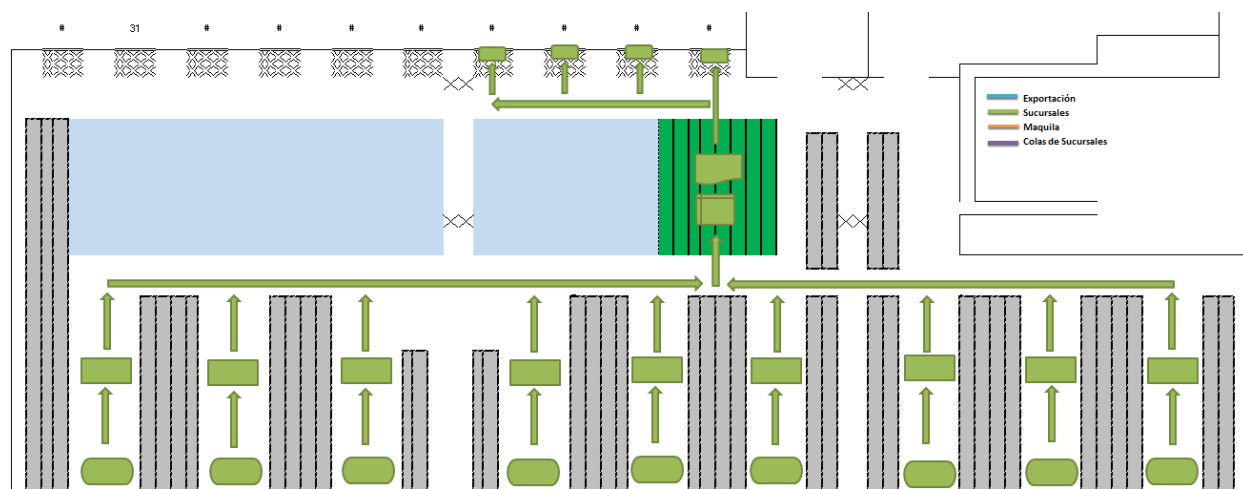 # 31 # # # # # # # #
Exportación
Sucursales
Maquila
Colas de Sucursales